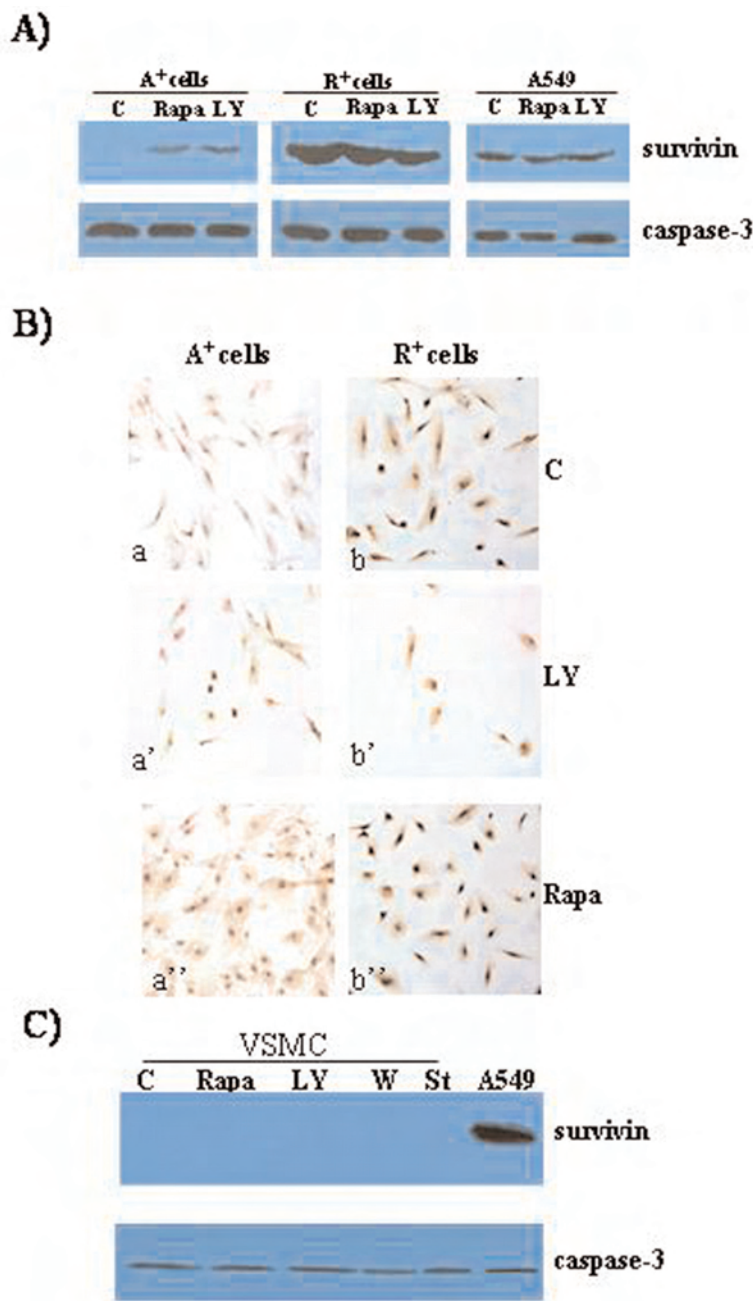 A)
A+cells R+cells A549
C Rapa LY C Rapa LY C Rapa LY
survivin
caspase-3
B)
A+cells R+cells
a b C
a' b' LY
a'' b'' Rapa
C)
VSMC
C Rapa LY W St A549
survivin
caspase-3